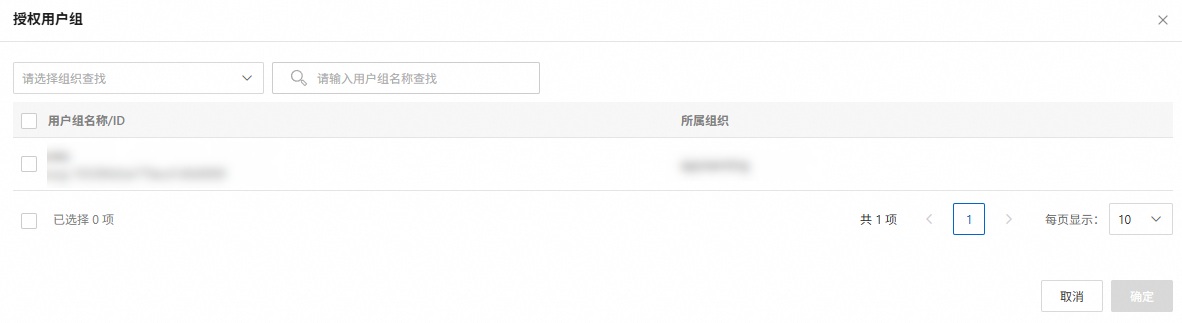 授权用户组
请选择组织查找
请输入用户组名称查找
用户组名称/ID 所属组织
已选择 0 项 共 1 项 1 每页显示： 10
取消 确定